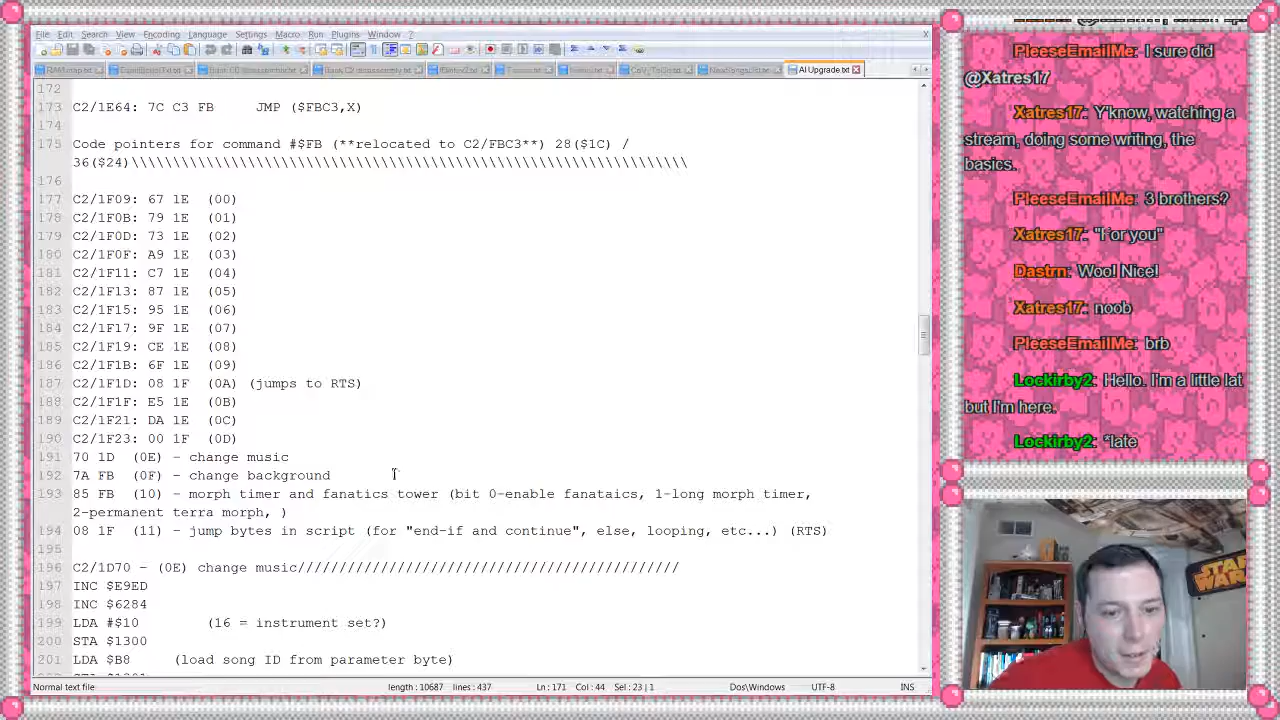 File Edit Search View Encoding Language Settings Macro Run Plugins Window ?
X
AI Upgrade.txt
172
173 C2/1E64: 7C C3 FB JMP ($FBC3,X)
174
175 Code pointers for command #$FB (**relocated to C2/FBC3**) 28($1C) /
36($24)\\\\\\\\\\\\\\\\\\\\\\\\\\\\\\\\\\\\\\\\\\\\\\\\\\\\\\\\\\\\\\\\\\\
176
177 C2/1F09: 67 1E (00)
178 C2/1F0B: 79 1E (01)
179 C2/1F0D: 73 1E (02)
180 C2/1F0F: A9 1E (03)
181 C2/1F11: C7 1E (04)
182 C2/1F13: 87 1E (05)
183 C2/1F15: 95 1E (06)
184 C2/1F17: 9F 1E (07)
185 C2/1F19: CE 1E (08)
186 C2/1F1B: 6F 1E (09)
187 C2/1F1D: 08 1F (0A) (jumps to RTS)
188 C2/1F1F: E5 1E (0B)
189 C2/1F21: DA 1E (0C)
190 C2/1F23: 00 1F (0D)
191 70 1D (0E) - change music
192 7A FB (0F) - change background
193 85 FB (10) - morph timer and fanatics tower (bit 0-enable fanataics, 1-long morph timer,
2-permanent terra morph, )
194 08 1F (11) - jump bytes in script (for "end-if and continue", else, looping, etc...) (RTS)
195
196 C2/1D70 - (0E) change music//////////////////////////////////////////////
197 INC $E9ED
198 INC $6284
199 LDA #$10 (16 = instrument set?)
200 STA $1300
201 LDA $B8 (load song ID from parameter byte)
Normal text file length : 10687 lines : 437 Ln : 171 Col : 44 Sel : 23 | 1 Dos\Windows UTF-8 INS
PleeseEmailMe: I sure did
@Xatres17
Xatres17: Y'know, watching a
stream, doing some writing, the
basics.
PleeseEmailMe: 3 brothers?
Xatres17: "For you"
Dastrn: Woo! Nice!
Xatres17: noob
PleeseEmailMe: brb
Lockirby2: Hello. I'm a little lat
but I'm here.
Lockirby2: *late
STAR
WARS